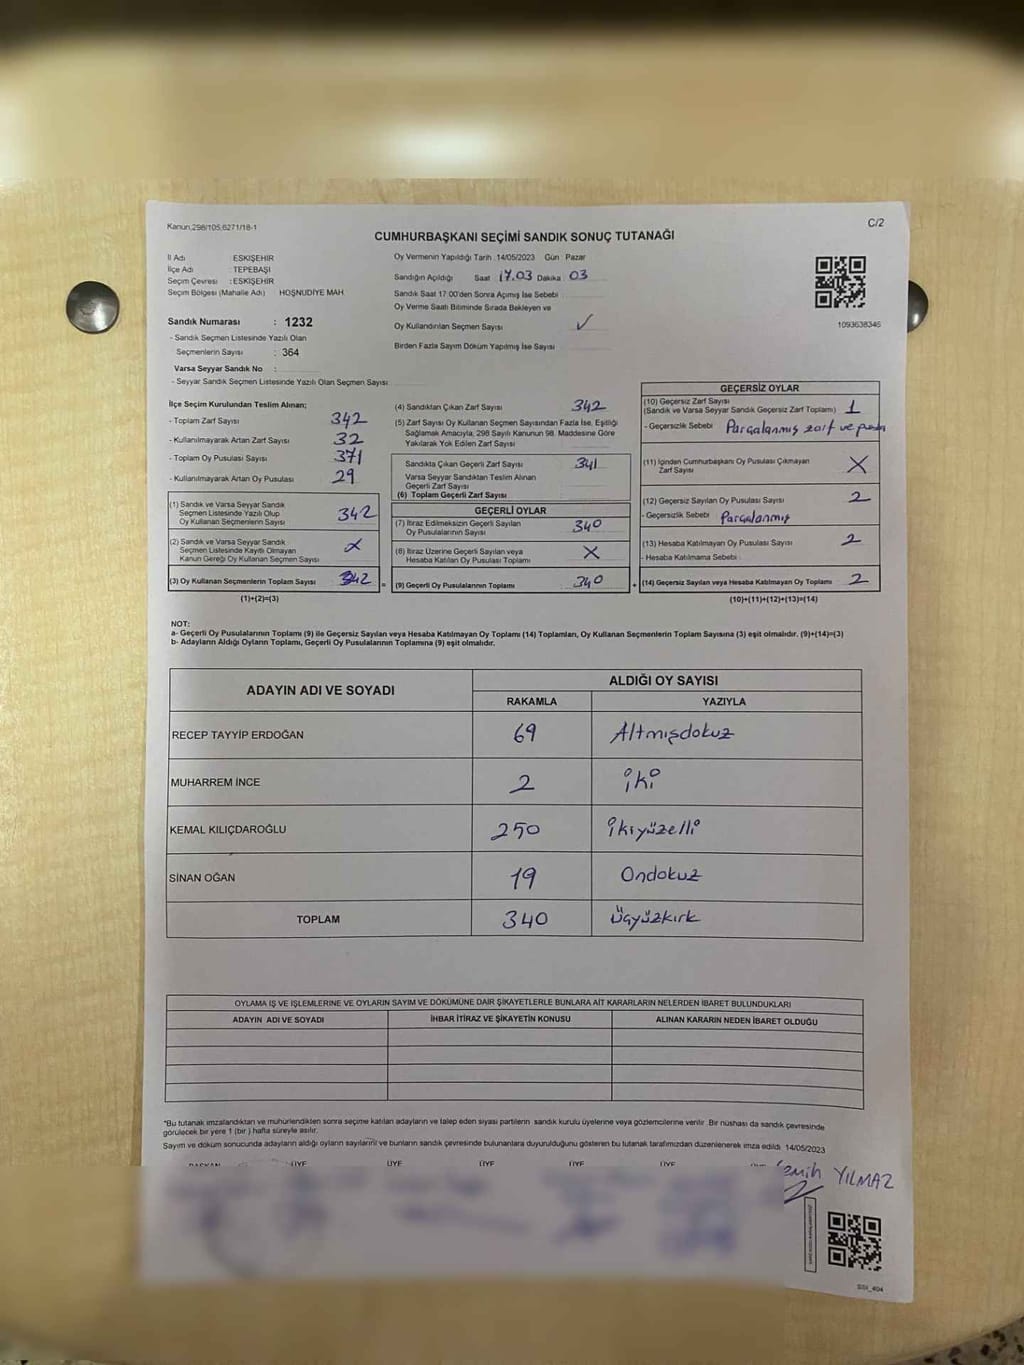 Kanun,298/105,6271/18-1
C/2
CUMHURBAŞKANI SEÇİMİ SANDIK SONUÇ TUTANAĞI
İl Adı ESKİŞEHİR
İlçe Adı : TEPEBAŞI
Seçim Çevresi : ESKİŞEHİR
Seçim Bölgesi (Mahalle Adı) HOŞNUDİYE MAH.
Sandık Numarası : 1232
- Sandık Seçmen Listesinde Yazılı Olan
Seçmenlerin Sayısı : 364
Varsa Seyyar Sandık No :
- Seyyar Sandık Seçmen Listesinde Yazılı Olan Seçmen Sayısı
Oy Vermenin Yapıldığı Tarih :14/05/2023 Gün Pazar
Sandığın Açıldığı Saat 17.03 Dakika 03
Sandık Saat 17:00'den Sonra Açımış İse Sebebi
Oy Verme Saati Bitiminde Sırada Bekleyen ve
Oy Kullandırılan Seçmen Sayısı ✓
Birden Fazla Sayım Döküm Yapılmış İse Sayısı
1093638346
İlçe Seçim Kurulundan Teslim Alınan;
- Toplam Zarf Sayısı 342
- Kullanılmayarak Artan Zarf Sayısı 32
- Toplam Oy Pusulası Sayısı 371
- Kullanılmayarak Artan Oy Pusulası 29
(1) Sandık ve Varsa Seyyar Sandık
Seçmen Listesinde Yazılı Olup
Oy Kullanan Seçmenlerin Sayısı 342
(2) Sandık ve Varsa Seyyar Sandık
Seçmen Listesinde Kayıtlı Olmayan
Kanun Gereği Oy Kullanan Seçmen Sayısı X
(3) Oy Kullanan Seçmenlerin Toplam Sayısı 342 =
(1)+(2)=(3)
(4) Sandıktan Çıkan Zarf Sayısı 342
(5) Zarf Sayısı Oy Kullanan Seçmen Sayısından Fazla İse, Eşitliği
Sağlamak Amacıyla, 298 Sayılı Kanunun 98. Maddesine Göre
Yakılarak Yok Edilen Zarf Sayısı
Sandıkta Çıkan Geçerli Zarf Sayısı 341
Varsa Seyyar Sandıktan Teslim Alınan
Geçerli Zarf Sayısı
(6) Toplam Geçerli Zarf Sayısı
GEÇERLİ OYLAR
(7) İtiraz Edilmeksizin Geçerli Sayılan
Oy Pusulalarının Sayısı 340
(8) İtiraz Üzerine Geçerli Sayılan veya
Hesaba Katılan Oy Pusulası Toplamı X
(9) Geçerli Oy Pusulalarının Toplamı 340 +
GEÇERSİZ OYLAR
(10) Geçersiz Zarf Sayısı
(Sandık ve Varsa Seyyar Sandık Geçersiz Zarf Toplamı) 1
- Geçersizlik Sebebi Parçalanmış zarf ve
(11) İçinden Cumhurbaşkanı Oy Pusulası Çıkmayan
Zarf Sayısı X
(12) Geçersiz Sayılan Oy Pusulası Sayısı 2
- Geçersizlik Sebebi Parçalanmış
(13) Hesaba Katılmayan Oy Pusulası Sayısı 2
- Hesaba Katılmama Sebebi
(14) Geçersiz Sayılan veya Hesaba Katılmayan Oy Toplamı 2
(10)+(11)+(12)+(13)=(14)
NOT:
a- Geçerli Oy Pusulalarının Toplamı (9) ile Geçersiz Sayılan veya Hesaba Katılmayan Oy Toplamı (14) Toplamları, Oy Kullanan Seçmenlerin Toplam Sayısına (3) eşit olmalıdır. (9)+(14)=(3)
b- Adayların Aldığı Oyların Toplamı, Geçerli Oy Pusulalarının Toplamına (9) eşit olmalıdır.
ADAYIN ADI VE SOYADI ALDIĞI OY SAYISI
RAKAMLA YAZIYLA
RECEP TAYYİP ERDOĞAN 69 Altmışdokuz
MUHARREM İNCE 2 iki
KEMAL KILIÇDAROĞLU 250 ikiyüzelli
SİNAN OĞAN 19 Ondokuz
TOPLAM 340 üçyüzkırk
OYLAMA İŞ VE İŞLEMLERİNE VE OYLARIN SAYIM VE DÖKÜMÜNE DAİR ŞİKAYETLERLE BUNLARA AİT KARARLARIN NELERDEN İBARET BULUNDUKLARI
ADAYIN ADI VE SOYADI İHBAR İTİRAZ VE ŞİKAYETİN KONUSU ALINAN KARARIN NEDEN İBARET OLDUĞU
*Bu tutanak imzalandıktan ve mühürlendikten sonra seçime katılan adayların ve talep eden siyasi partilerin sandık kurulu üyelerine veya gözlemcilerine verilir. Bir nüshası da sandık çevresinde
görülecek bir yere 1 (bir ) hafta süreyle asılır.
Sayım ve döküm sonucunda adayların aldığı oyların sayılarını ve bunların sandık çevresinde bulunanlara duyurulduğunu gösteren bu tutanak tarafımızdan düzenlenerek imza edildi. 14/05/2023
BAŞKAN ÜYE ÜYE ÜYE ÜYE ÜYE
YILMAZ
SSI_404